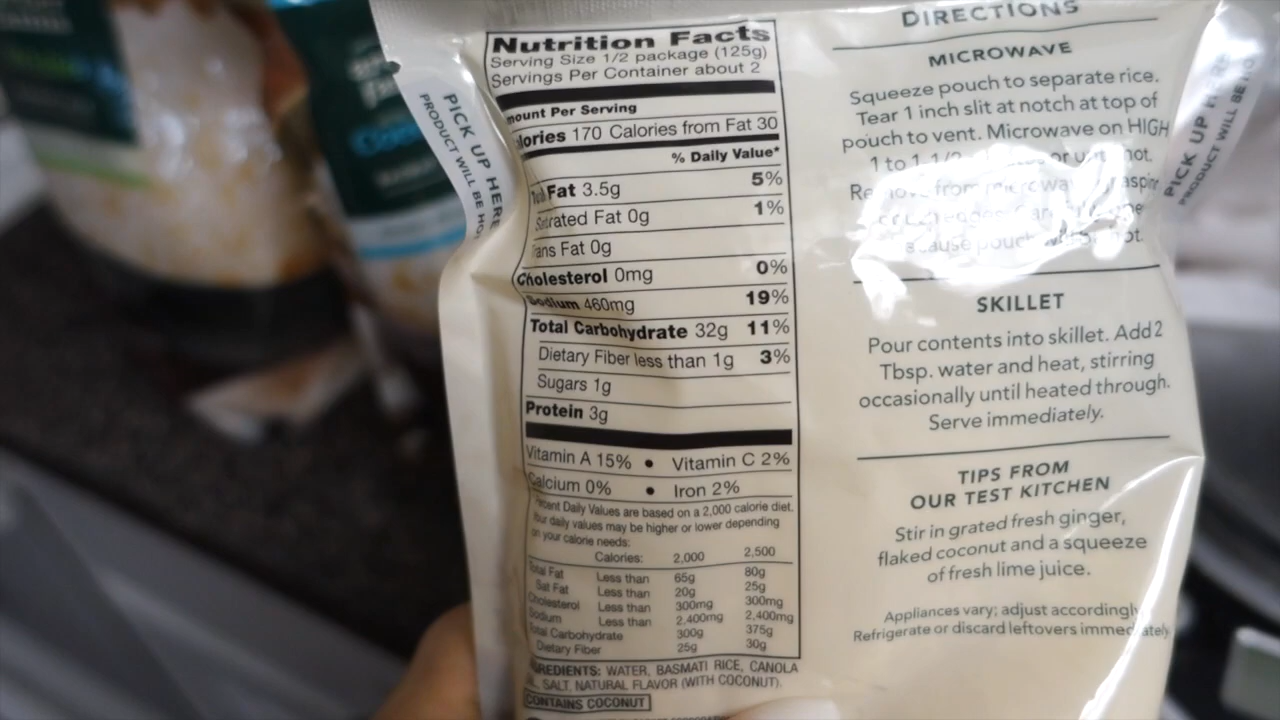 PICK UP HERE
PRODUCT WILL BE HO
Nutrition Facts
Serving Size 1/2 package (125g)
Servings Per Container about 2
mount Per Serving
lories 170 Calories from Fat 30
% Daily Value*
Fat 3.5g 5%
rated Fat 0g 1%
ans Fat 0g
Cholesterol 0mg 0%
Sodium 460mg 19%
Total Carbohydrate 32g 11%
Dietary Fiber less than 1g 3%
Sugars 1g
Protein 3g
Vitamin A 15% • Vitamin C 2%
Calcium 0% • Iron 2%
Percent Daily Values are based on a 2,000 calorie diet.
Your daily values may be higher or lower depending
on your calorie needs:
Calories: 2,000 2,500
Total Fat Less than 65g 80g
Sat Fat Less than 20g 25g
Cholesterol Less than 300mg 300mg
Sodium Less than 2,400mg 2,400mg
Total Carbohydrate 300g 375g
Dietary Fiber 25g 30g
REDIENTS: WATER, BASMATI RICE, CANOLA
IL, SALT, NATURAL FLAVOR (WITH COCONUT).
CONTAINS COCONUT
DIRECTIONS
MICROWAVE
Squeeze pouch to separate rice.
Tear 1 inch slit at notch at top of
pouch to vent. Microwave on HIGH
1 to 1 1/2 hot.
from microwa
pouch
SKILLET
Pour contents into skillet. Add 2
Tbsp. water and heat, stirring
occasionally until heated through.
Serve immediately.
TIPS FROM
OUR TEST KITCHEN
Stir in grated fresh ginger,
flaked coconut and a squeeze
of fresh lime juice.
Appliances vary; adjust accordingly
Refrigerate or discard leftovers immediately
PICK UP HERE
PRODUCT WILL BE HO